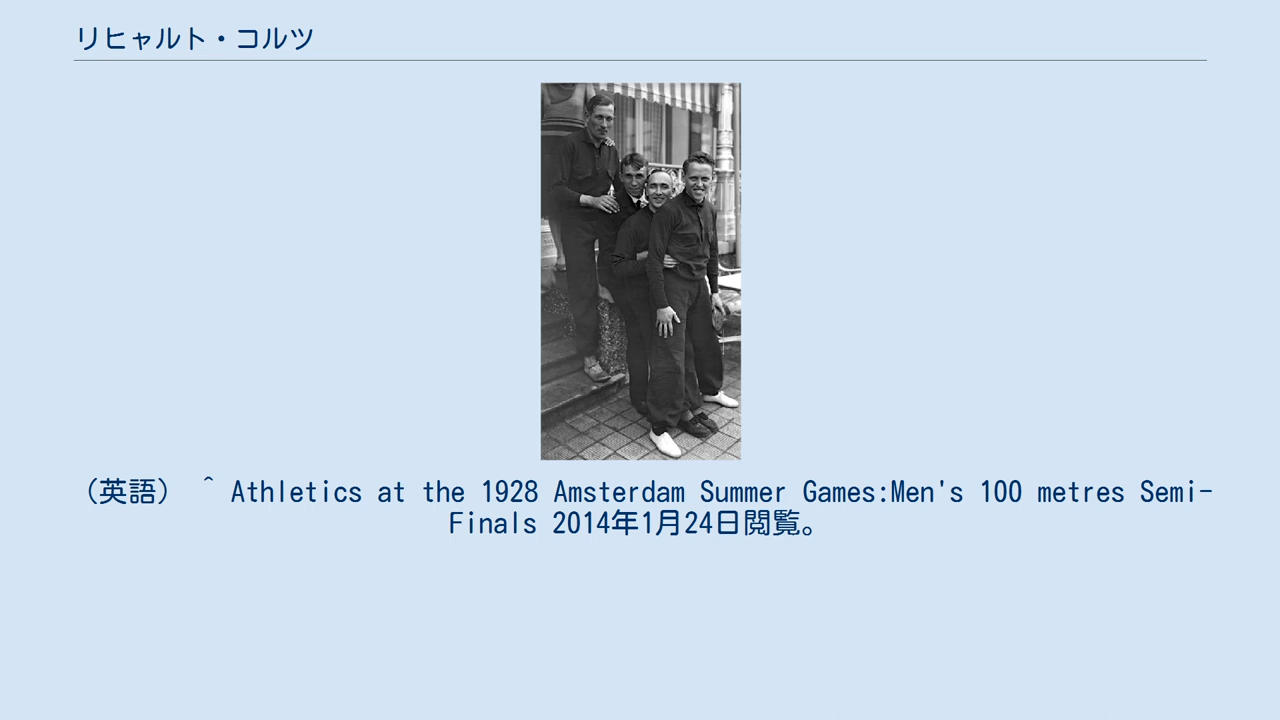 リヒャルト・コルツ
（英語） ^ Athletics at the 1928 Amsterdam Summer Games:Men's 100 metres Semi-
Finals 2014年1月24日閲覧。